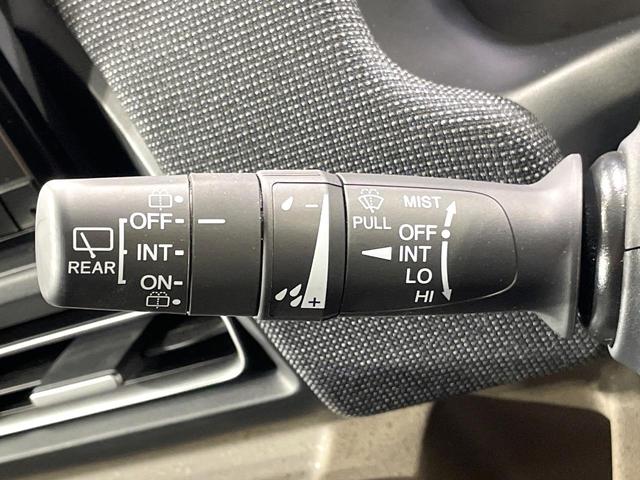 REAR
OFF
INT
ON
−
+
PULL
MIST
OFF
INT
LO
HI